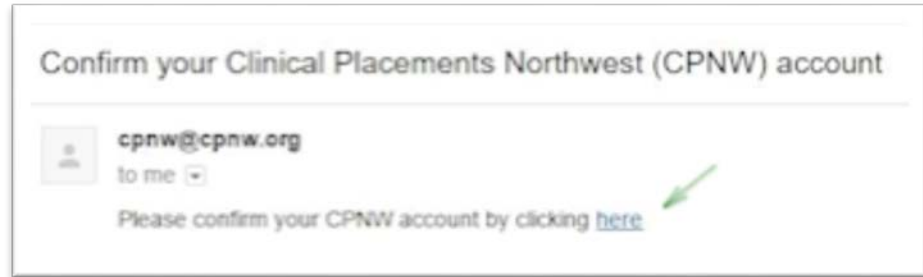 Confirm your Clinical Placements Northwest (CPNW) account
cpnw@cpnw.org
to me
Please confirm your CPNW account by clicking here